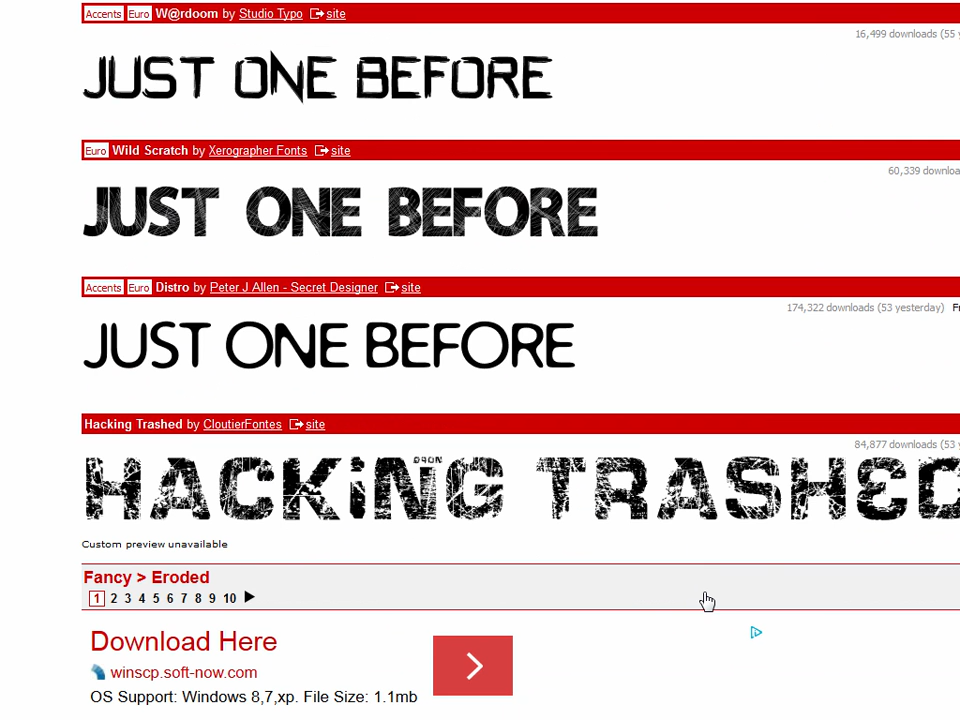 Accents Euro W@rdoom by Studio Typo site
16,499 downloads (55
JUST ONE BEFORE
Euro Wild Scratch by Xerographer Fonts site
60,339
JUST ONE BEFORE
Accents Euro Distro by Peter J Allen - Secret Designer site
174,322 downloads (53 yesterday)
JUST ONE BEFORE
Hacking Trashed by CloutierFontes site
84,877 downloads (53
HACKiNG TRASHED
Custom preview unavailable
Fancy > Eroded
1 2 3 4 5 6 7 8 9 10
Download Here
winscp.soft-now.com
OS Support: Windows 8,7,xp. File Size: 1.1mb